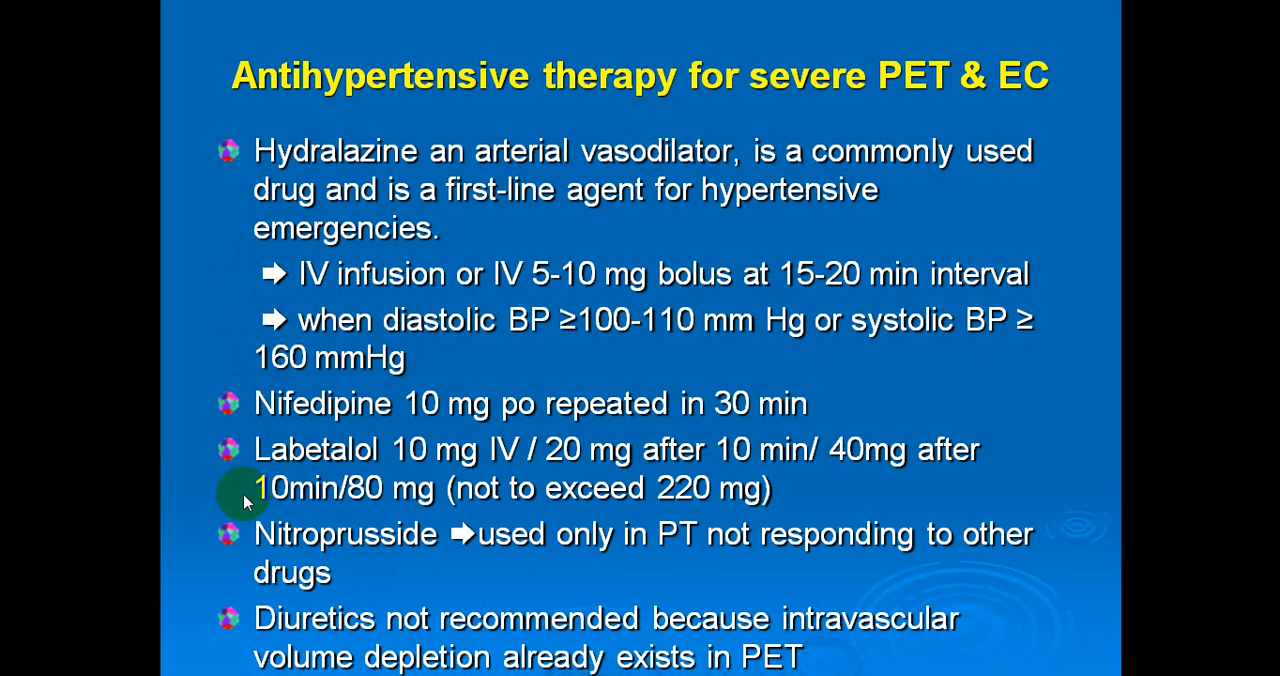 Antihypertensive therapy for severe PET & EC
Hydralazine an arterial vasodilator, is a commonly used
drug and is a first-line agent for hypertensive
emergencies.
➡ IV infusion or IV 5-10 mg bolus at 15-20 min interval
➡ when diastolic BP ≥100-110 mm Hg or systolic BP ≥
160 mmHg
Nifedipine 10 mg po repeated in 30 min
Labetalol 10 mg IV / 20 mg after 10 min/ 40mg after
10min/80 mg (not to exceed 220 mg)
Nitroprusside ➡used only in PT not responding to other
drugs
Diuretics not recommended because intravascular
volume depletion already exists in PET